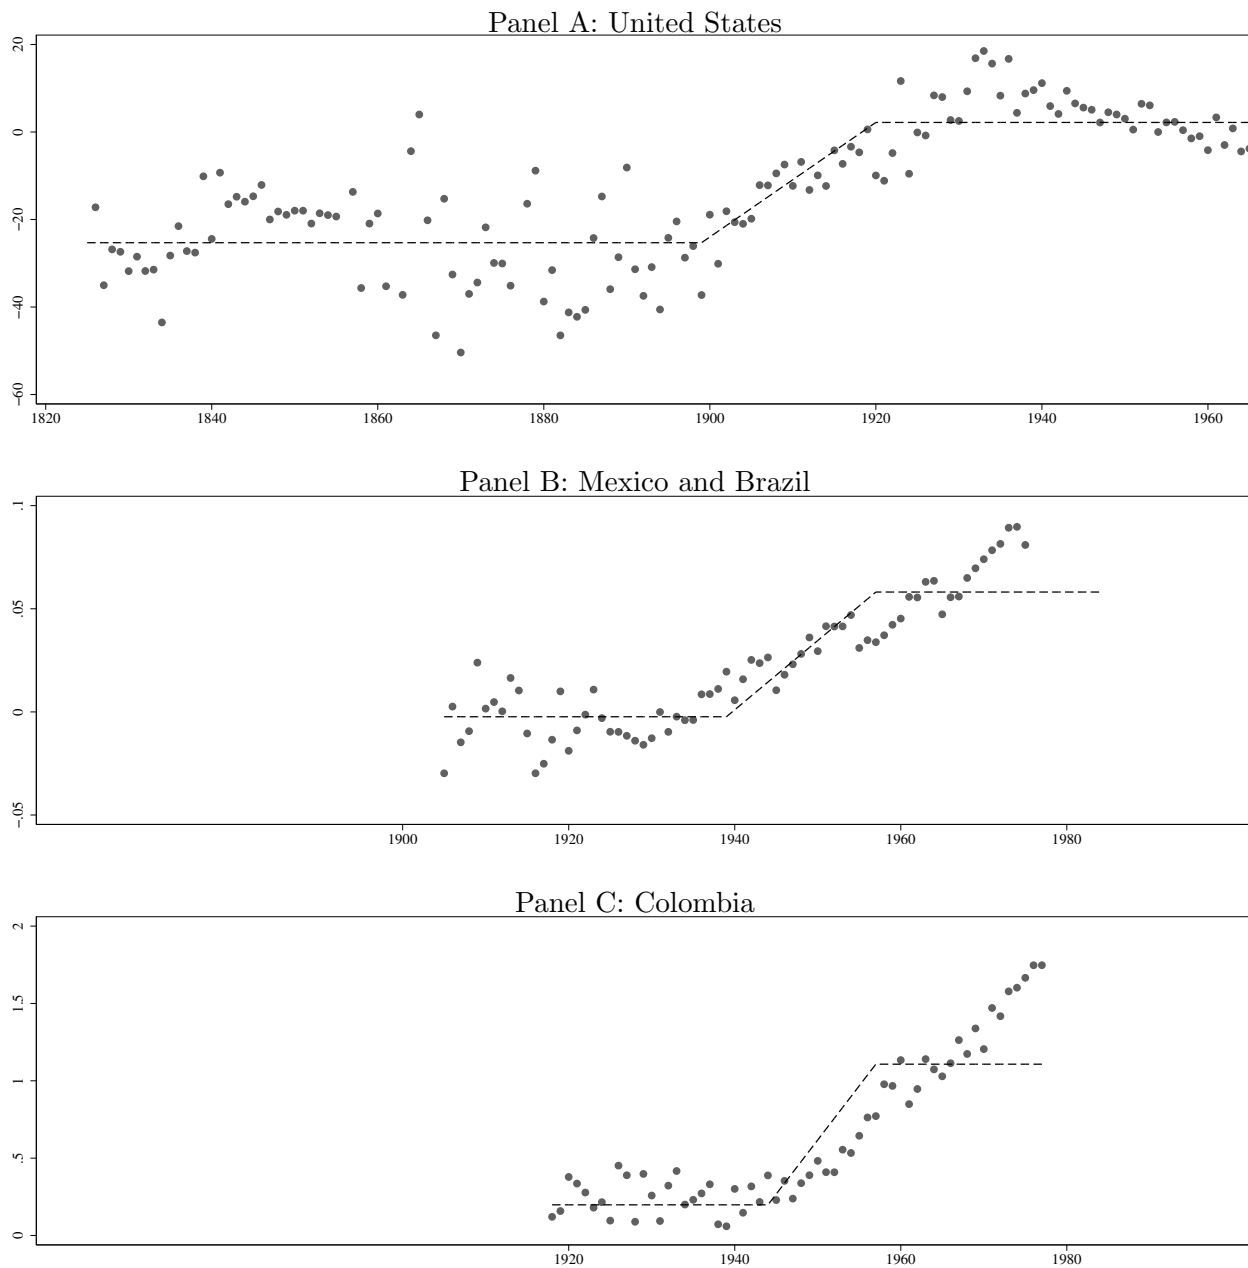 Panel A: United States
20
0
−20
−40
−60
1820 1840 1860 1880 1900 1920 1940 1960
Panel B: Mexico and Brazil
.1
.05
0
−.05
1900 1920 1940 1960 1980
Panel C: Colombia
2
1.5
1
.5
0
1920 1940 1960 1980